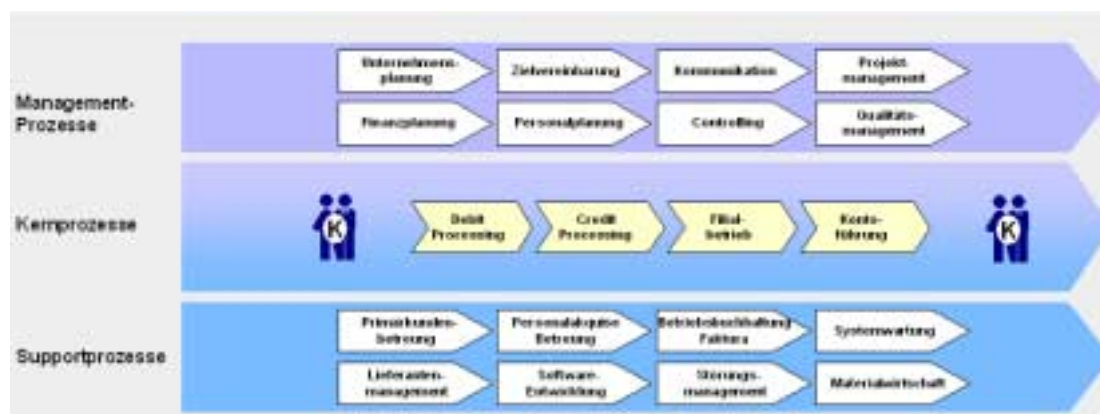 Management-
Prozesse
Unternehmens-
planung
Zielvereinbarung
Kommunikation
Projekt-
management
Finanzplanung
Personalplanung
Controlling
Qualitäts-
management
Kernprozesse
K
Debit
Processing
Credit
Processing
Filial-
betrieb
Konto-
führung
K
Supportprozesse
Primärkunden-
betreuung
Personalakquise
Betreuung
Betriebsbuchhaltung
Faktura
Systemwartung
Lieferanten-
management
Software-
Entwicklung
Störungs-
management
Materialwirtschaft